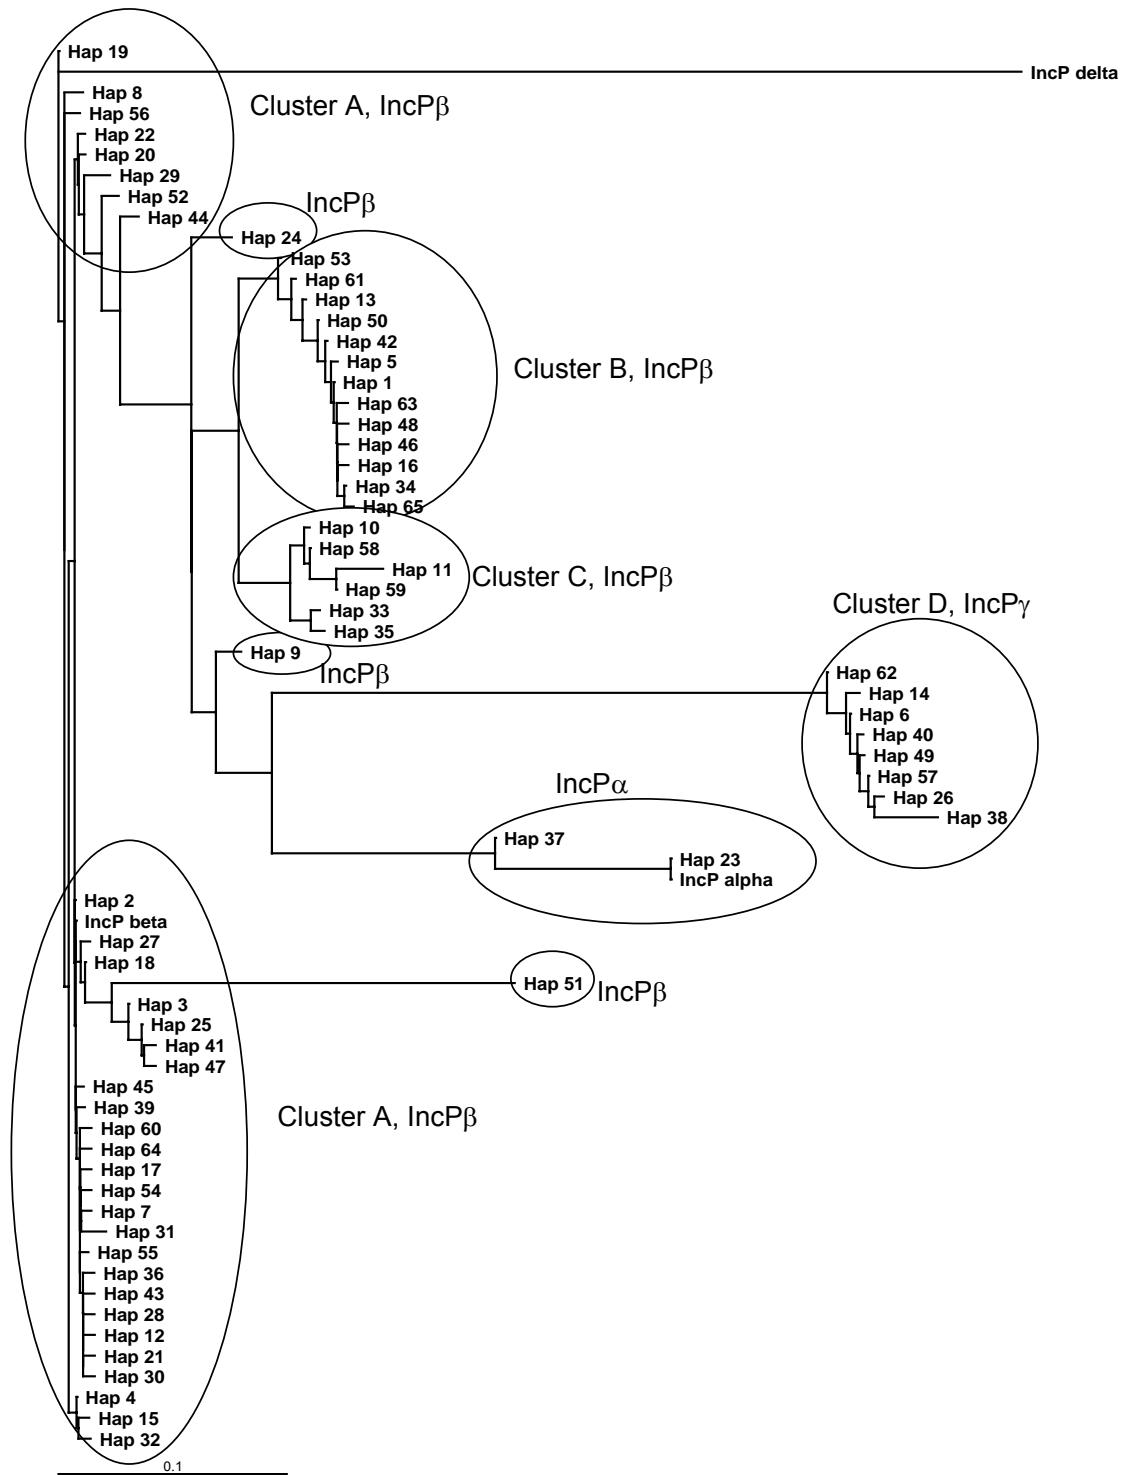 Hap 19
IncP delta
Hap 8
Cluster A, IncPβ
Hap 56
Hap 22
Hap 20
Hap 29
Hap 52
IncPβ
Hap 44
Hap 24
Hap 53
Hap 61
Hap 13
Hap 50
Hap 42
Hap 5
Cluster B, IncPβ
Hap 1
Hap 63
Hap 48
Hap 46
Hap 16
Hap 34
Hap 65
Hap 10
Hap 58
Hap 11
Cluster C, IncPβ
Hap 59
Cluster D, IncPγ
Hap 33
Hap 35
Hap 9
IncPβ
Hap 62
Hap 14
Hap 6
Hap 40
Hap 49
Hap 57
IncPα
Hap 26
Hap 38
Hap 37
Hap 23
IncP alpha
Hap 2
IncP beta
Hap 27
Hap 18
Hap 51
IncPβ
Hap 3
Hap 25
Hap 41
Hap 47
Hap 45
Hap 39
Cluster A, IncPβ
Hap 60
Hap 64
Hap 17
Hap 54
Hap 7
Hap 31
Hap 55
Hap 36
Hap 43
Hap 28
Hap 12
Hap 21
Hap 30
Hap 4
Hap 15
Hap 32
0.1